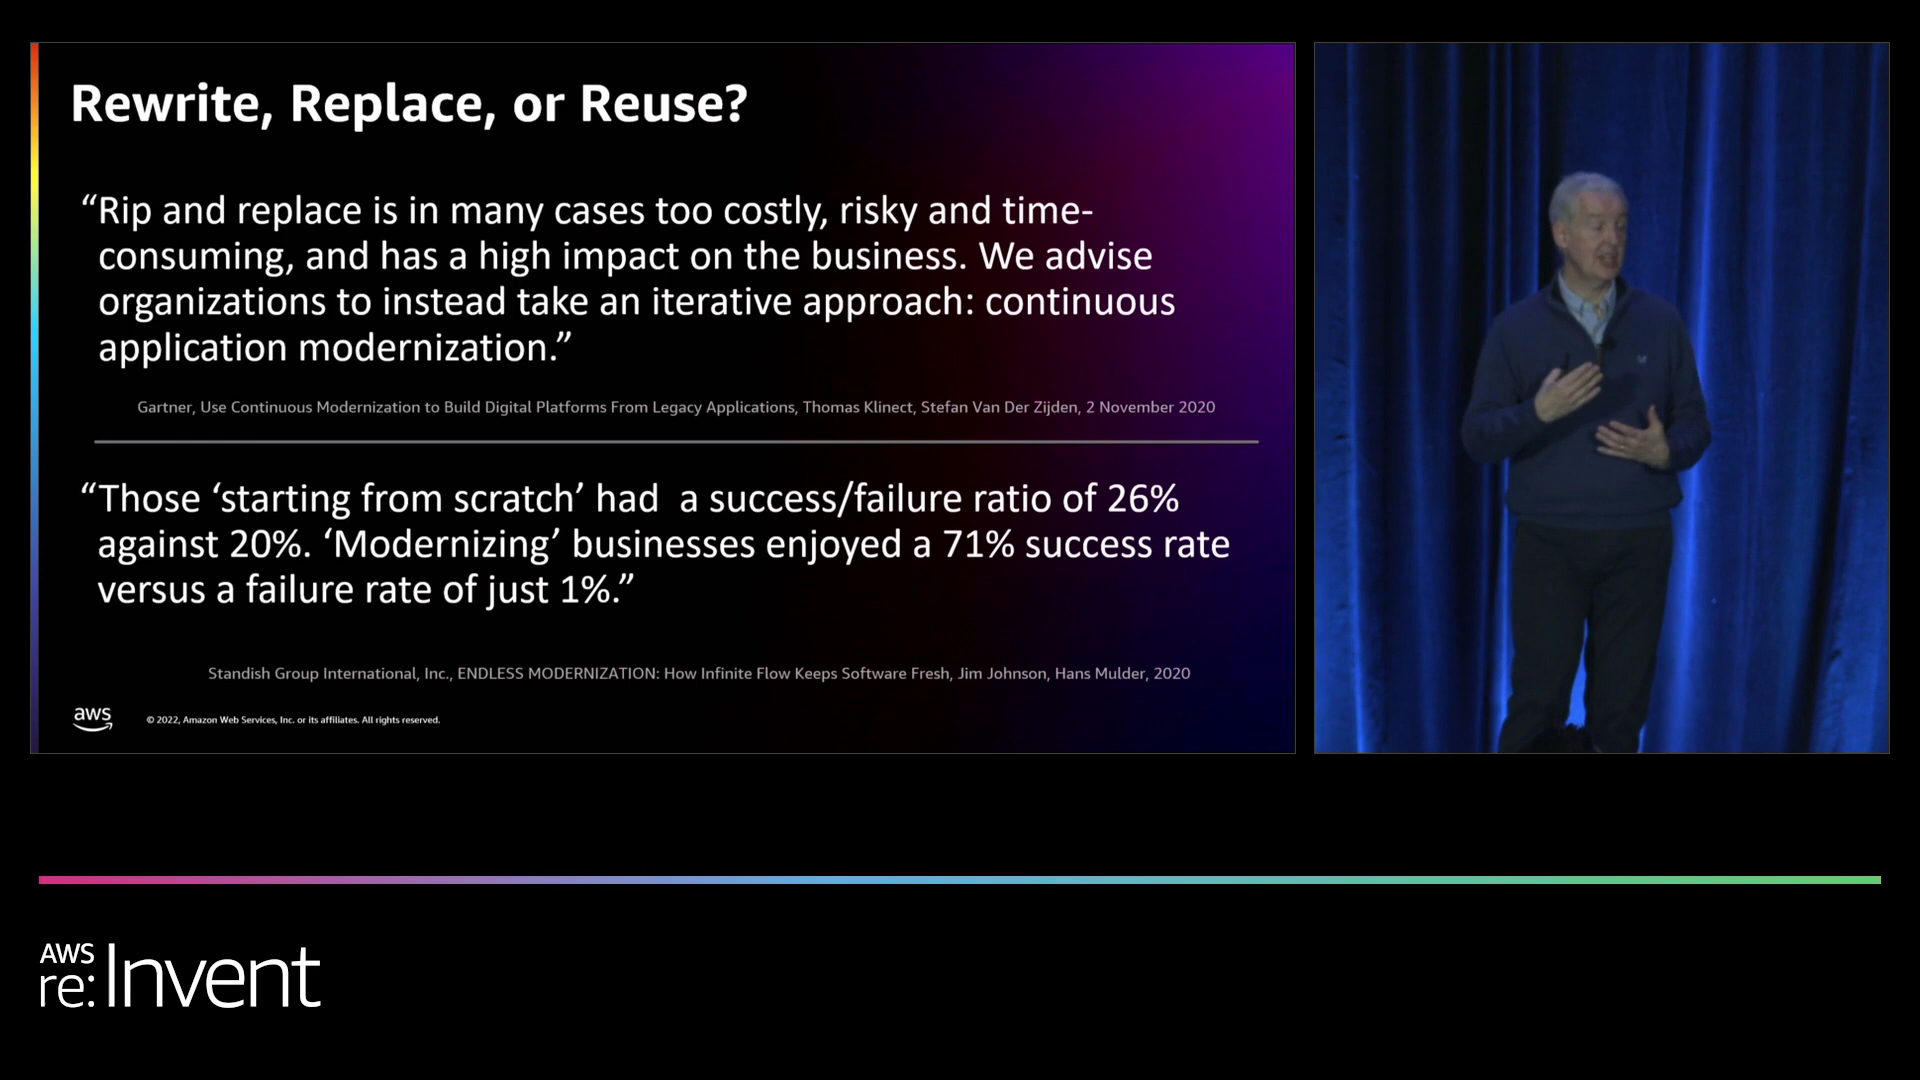 Rewrite, Replace, or Reuse?
“Rip and replace is in many cases too costly, risky and time-
consuming, and has a high impact on the business. We advise
organizations to instead take an iterative approach: continuous
application modernization.”
Gartner, Use Continuous Modernization to Build Digital Platforms From Legacy Applications, Thomas Klinect, Stefan Van Der Zijden, 2 November 2020
“Those ‘starting from scratch’ had  a success/failure ratio of 26%
against 20%. ‘Modernizing’ businesses enjoyed a 71% success rate
versus a failure rate of just 1%.”
Standish Group International, Inc., ENDLESS MODERNIZATION: How Infinite Flow Keeps Software Fresh, Jim Johnson, Hans Mulder, 2020
aws
© 2022, Amazon Web Services, Inc. or its affiliates. All rights reserved.
AWS
re:Invent